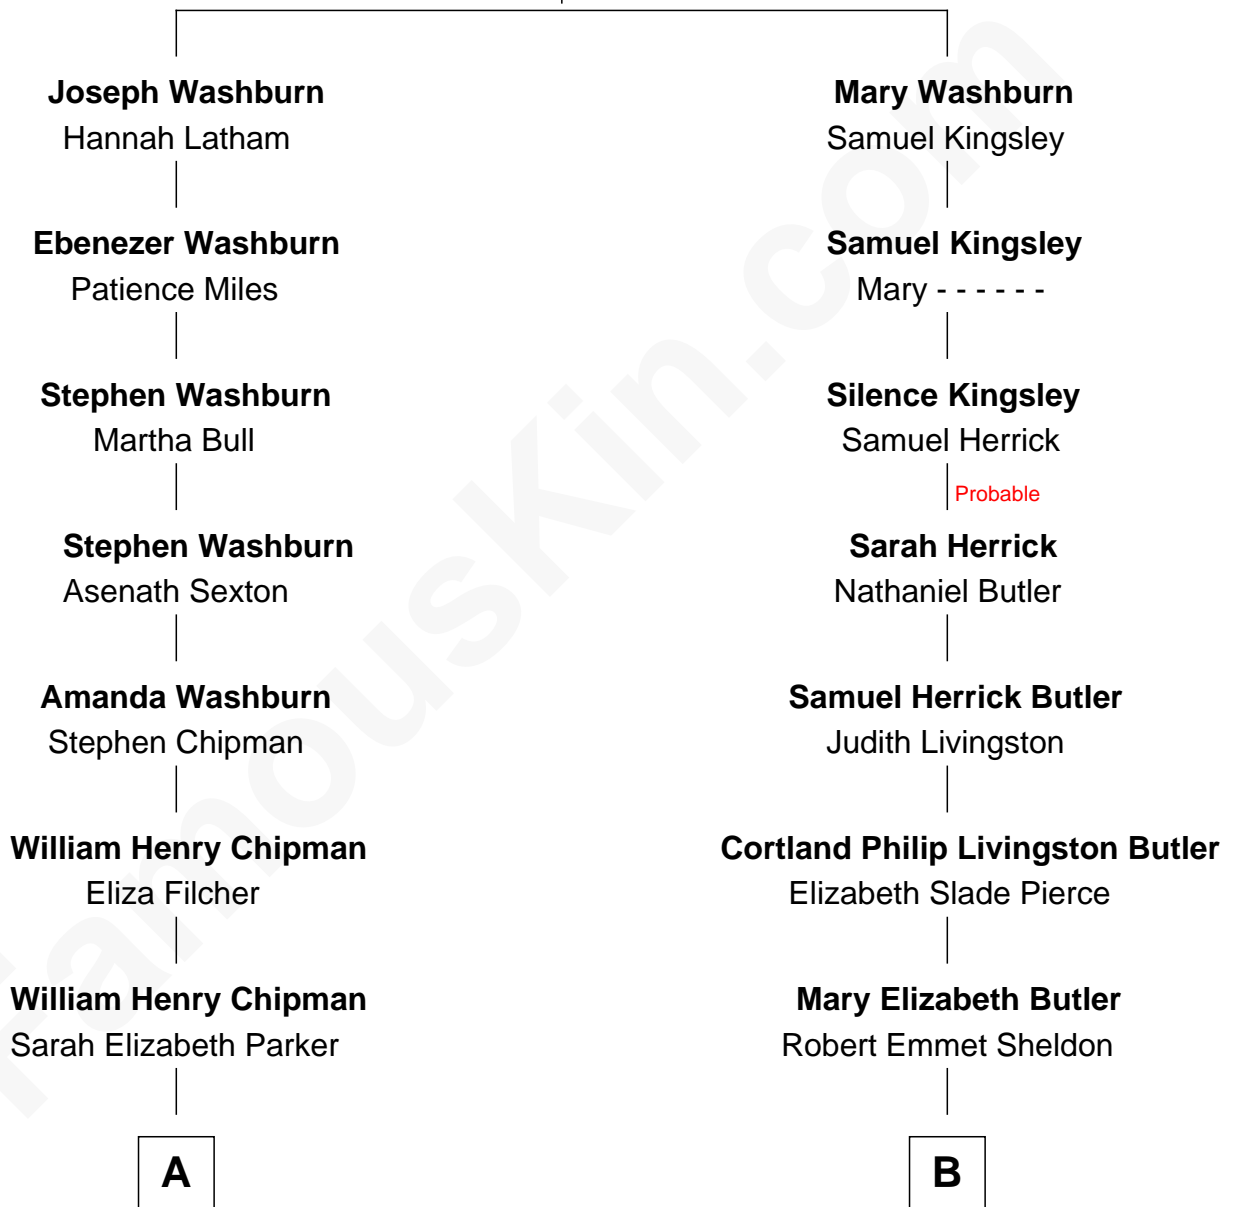 Joseph Washburn
Hannah Latham
Ebenezer Washburn
Patience Miles
Stephen Washburn
Martha Bull
Stephen Washburn
Asenath Sexton
Amanda Washburn
Stephen Chipman
William Henry Chipman
Eliza Filcher
William Henry Chipman
Sarah Elizabeth Parker
A
Mary Washburn
Samuel Kingsley
Samuel Kingsley
Mary - - - - - -
Silence Kingsley
Samuel Herrick
Probable
Sarah Herrick
Nathaniel Butler
Samuel Herrick Butler
Judith Livingston
Cortland Philip Livingston Butler
Elizabeth Slade Pierce
Mary Elizabeth Butler
Robert Emmet Sheldon
B
FamousKin.com